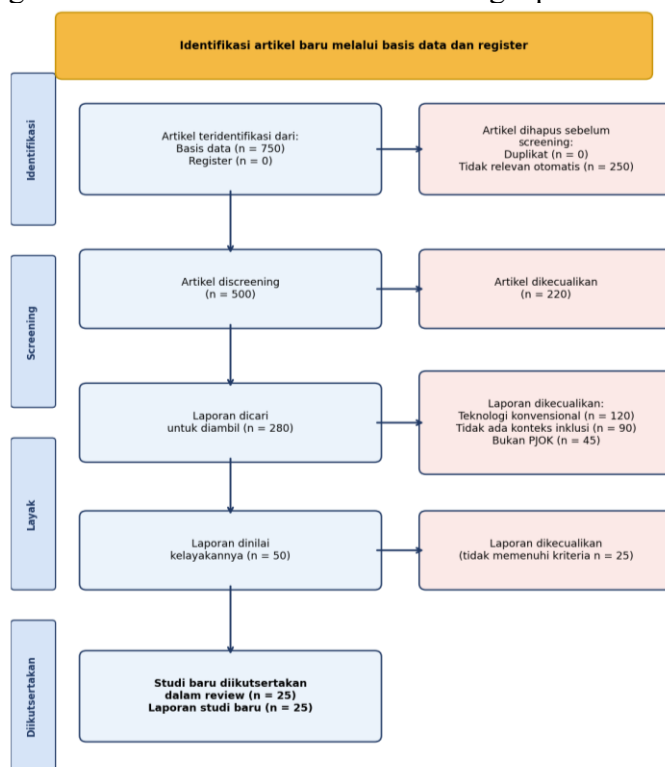 Identifikasi artikel baru melalui basis data dan register
Identifikasi
Artikel teridentifikasi dari:
Basis data (n = 750)
Register (n = 0)
Artikel dihapus sebelum
screening:
Duplikat (n = 0)
Tidak relevan otomatis (n = 250)
Screening
Artikel discreening
(n = 500)
Artikel dikecualikan
(n = 220)
Laporan dicari
untuk diambil (n = 280)
Laporan dikecualikan:
Teknologi konvensional (n = 120)
Tidak ada konteks inklusi (n = 90)
Bukan PJOK (n = 45)
Layak
Laporan dinilai
kelayakannya (n = 50)
Laporan dikecualikan
(tidak memenuhi kriteria n = 25)
Diikutsertakan
Studi baru diikutsertakan
dalam review (n = 25)
Laporan studi baru (n = 25)